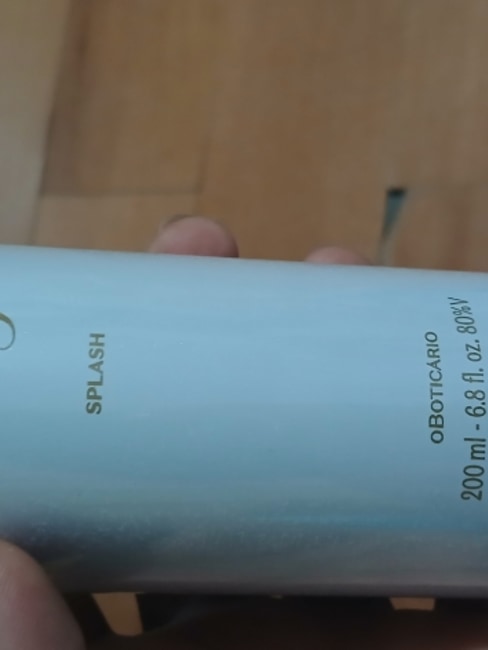 SPLASH
OBOTICÁRIO
200 ml - 6.8 fl. oz. 80%V